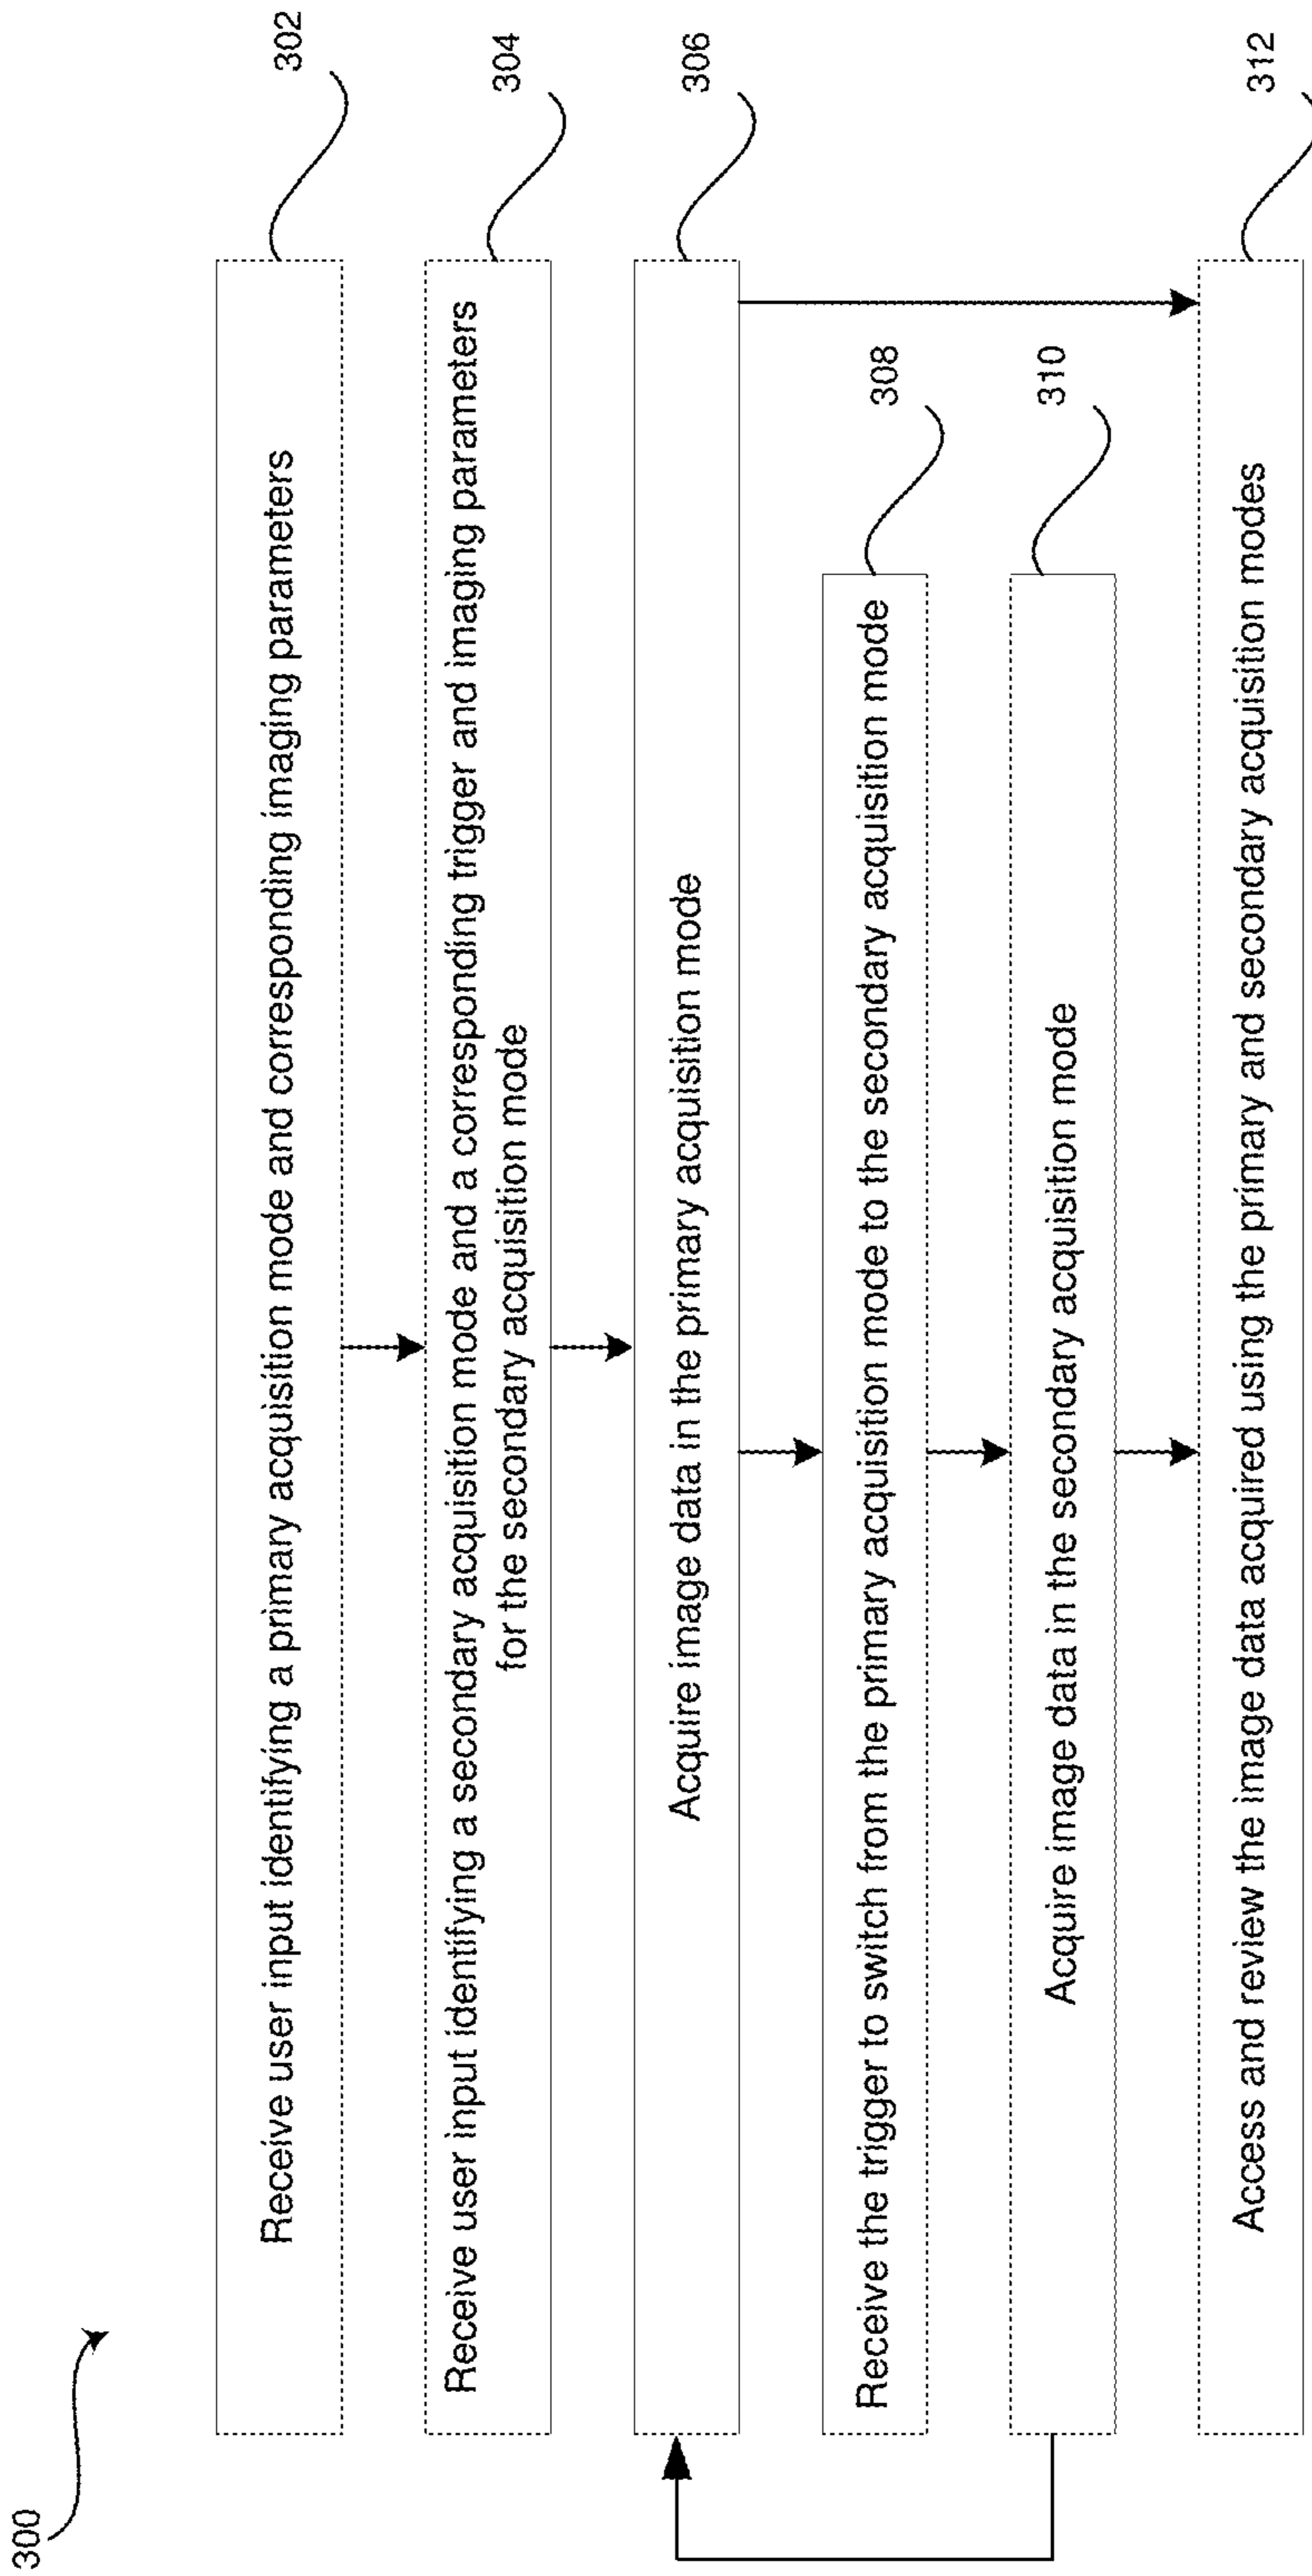 300
Receive user input identifying a primary acquisition mode and corresponding imaging parameters
302
Receive user input identifying a secondary acquisition mode and a corresponding trigger and imaging parameters
for the secondary acquisition mode
304
Acquire image data in the primary acquisition mode
306
Receive the trigger to switch from the primary acquisition mode to the secondary acquisition mode
308
Acquire image data in the secondary acquisition mode
310
Access and review the image data acquired using the primary and secondary acquisition modes
312